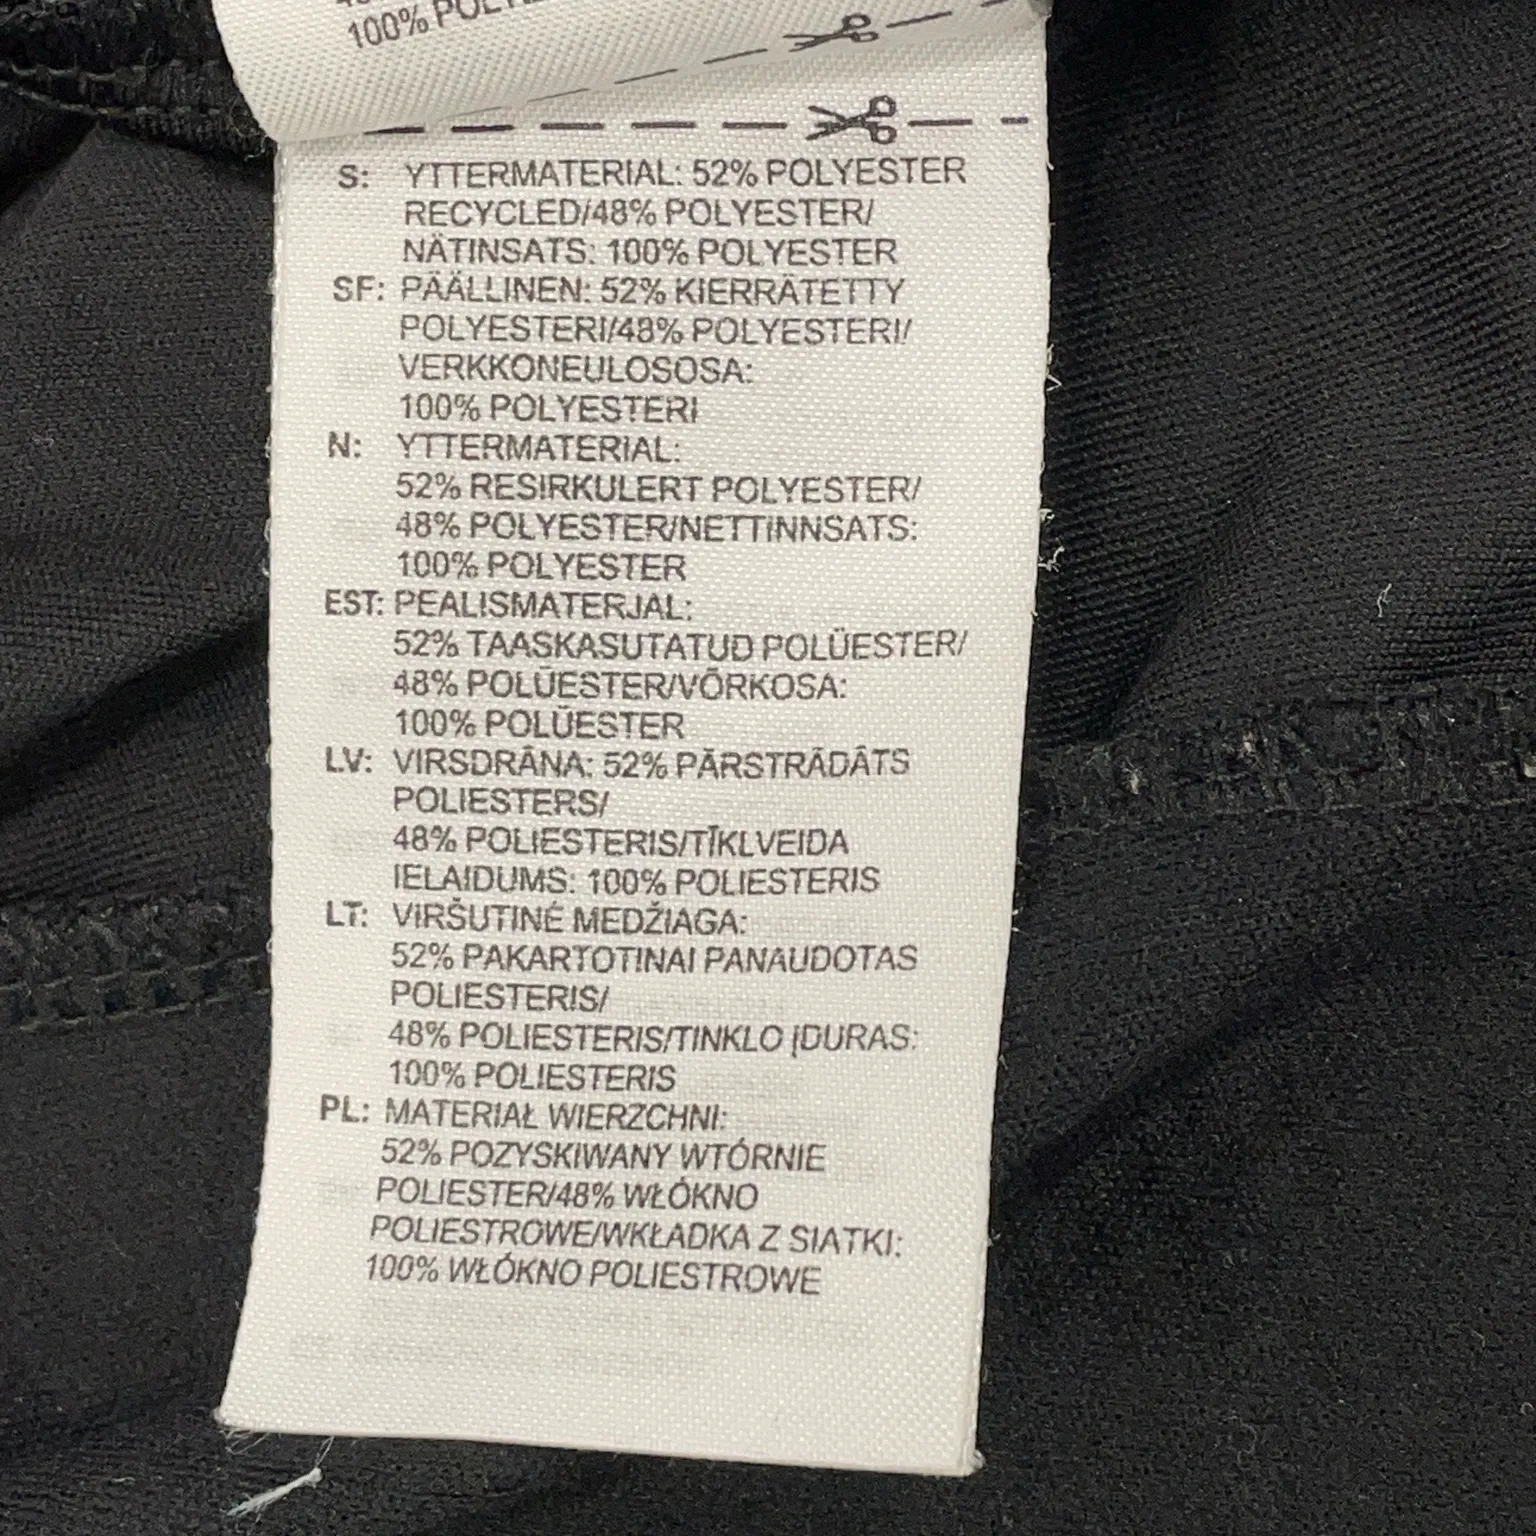 100%
S: YTTERMATERIAL: 52% POLYESTER
RECYCLED/48% POLYESTER/
NÄTINSATS: 100% POLYESTER
SF: PÄÄLLINEN: 52% KIERRÄTETTY
POLYESTERI/48% POLYESTERI/
VERKKONEULOSOSA:
100% POLYESTERI
N: YTTERMATERIAL:
52% RESIRKULERT POLYESTER/
48% POLYESTER/NETTINNSATS:
100% POLYESTER
EST: PEALISMATERJAL:
52% TAASKASUTATUD POLÜESTER/
48% POLÜESTER/VÕRKOSA:
100% POLÜESTER
LV: VIRSDRĀNA: 52% PĀRSTRĀDĀTS
POLIESTERS/
48% POLIESTERIS/TĪKLVEIDA
IELAIDUMS: 100% POLIESTERIS
LT: VIRŠUTINĖ MEDŽIAGA:
52% PAKARTOTINAI PANAUDOTAS
POLIESTERIS/
48% POLIESTERIS/TINKLO ĮDURAS:
100% POLIESTERIS
PL: MATERIAŁ WIERZCHNI:
52% POZYSKIWANY WTÓRNIE
POLIESTER/48% WŁÓKNO
POLIESTROWE/WKŁADKA Z SIATKI:
100% WŁÓKNO POLIESTROWE